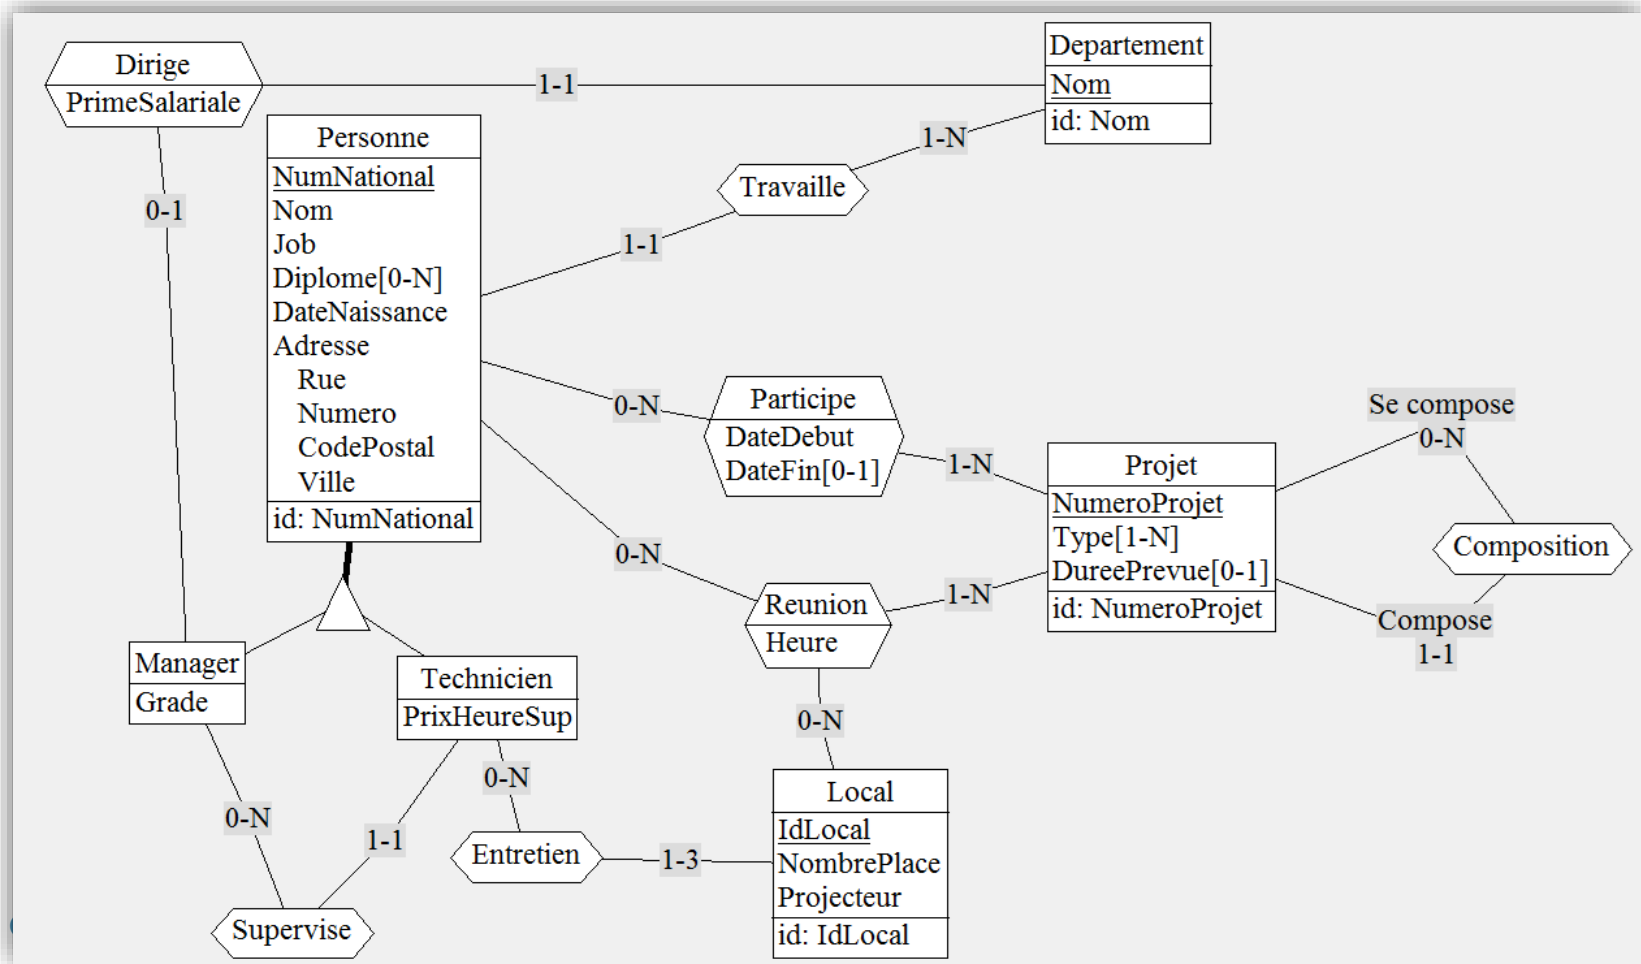 Dirige
PrimeSalariale
1-1
Departement
Nom
id: Nom
1-N
Travaille
1-1
0-1
Personne
NumNational
Nom
Job
Diplome[0-N]
DateNaissance
Adresse
Rue
Numero
CodePostal
Ville
id: NumNational
0-N
Participe
DateDebut
DateFin[0-1]
1-N
Projet
NumeroProjet
Type[1-N]
DureePrevue[0-1]
id: NumeroProjet
Se compose
0-N
Composition
Compose
1-1
0-N
Reunion
Heure
1-N
Manager
Grade
Technicien
PrixHeureSup
0-N
0-N
0-N
1-1
Entretien
1-3
Local
IdLocal
NombrePlace
Projecteur
id: IdLocal
Supervise